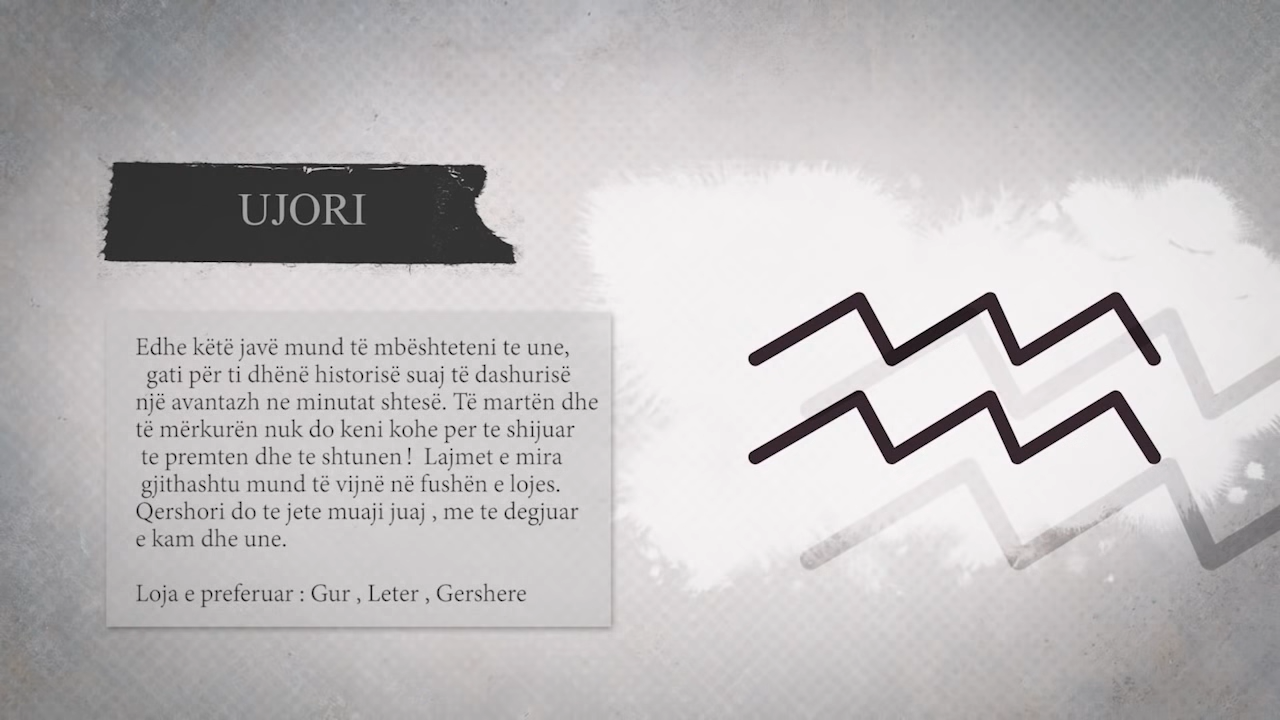 UJORI
Edhe këtë javë mund të mbështeteni te une,
gati për ti dhënë historisë suaj të dashurisë
një avantazh ne minutat shtesë. Të martën dhe
të mërkurën nuk do keni kohe per te shijuar
te premten dhe te shtunen! Lajmet e mira
gjithashtu mund të vijnë në fushën e lojes.
Qershori do te jete muaji juaj , me te degjuar
e kam dhe une.
Loja e preferuar : Gur , Leter , Gershere